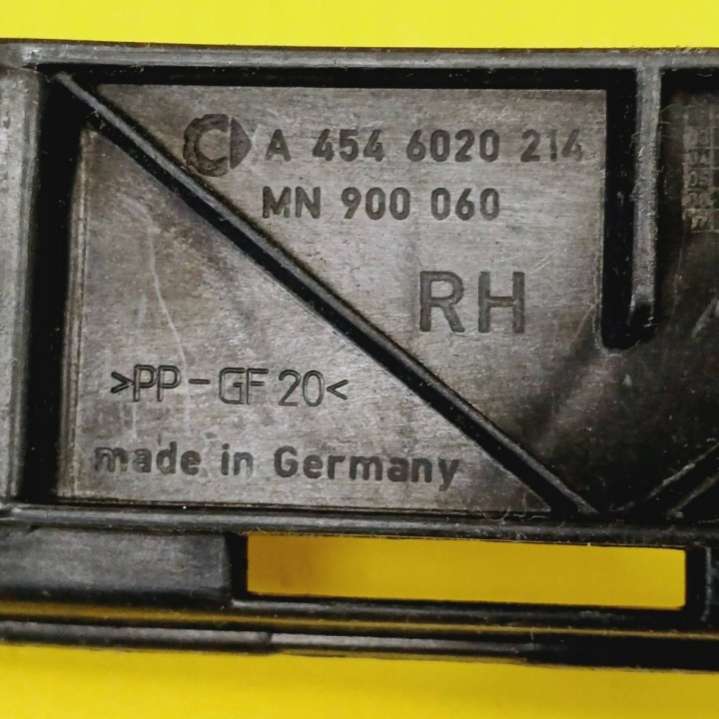 A 454 6020 214
MN 900 060
RH
>PP-GF20<
made in Germany